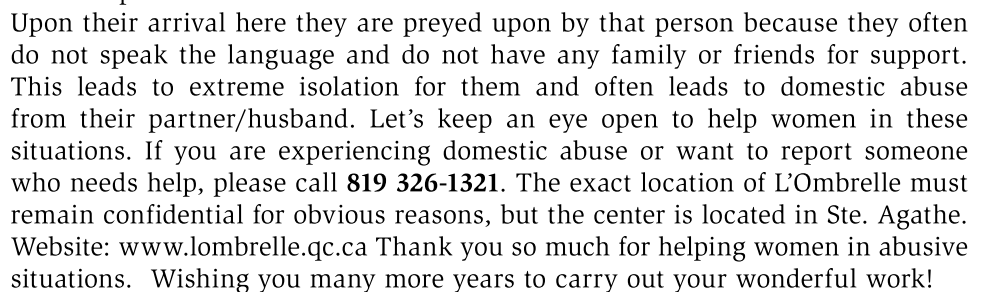 Upon their arrival here they are preyed upon by that person because they often
do not speak the language and do not have any family or friends for support.
This leads to extreme isolation for them and often leads to domestic abuse
from their partner/husband. Let's keep an eye open to help women in these
situations. If you are experiencing domestic abuse or want to report someone
who needs help, please call 819 326-1321. The exact location of L'Ombrelle must
remain confidential for obvious reasons, but the center is located in Ste. Agathe.
Website: www.lombrelle.qc.ca Thank you so much for helping women in abusive
situations.  Wishing you many more years to carry out your wonderful work!